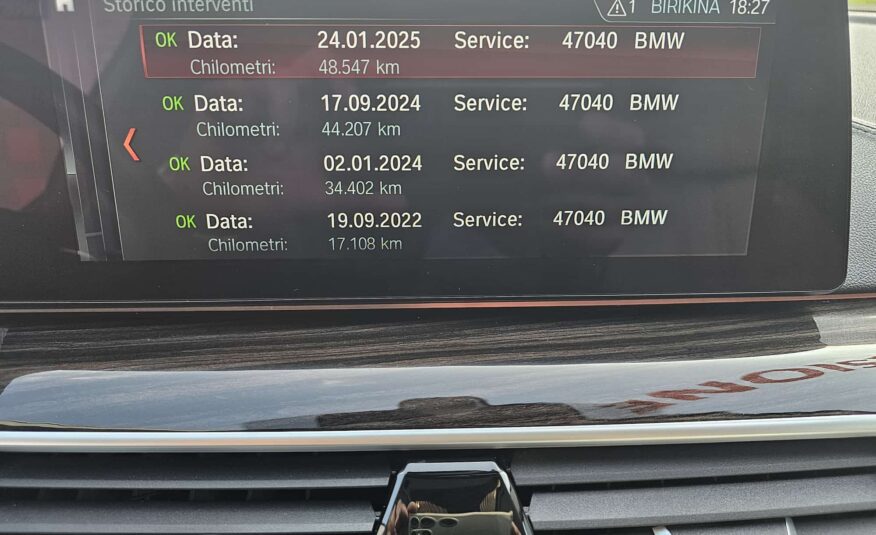 Storico interventi 1 BIRIKINA 18:27
OK Data: 24.01.2025 Service: 47040 BMW
Chilometri: 48.547 km
OK Data: 17.09.2024 Service: 47040 BMW
Chilometri: 44.207 km
OK Data: 02.01.2024 Service: 47040 BMW
Chilometri: 34.402 km
OK Data: 19.09.2022 Service: 47040 BMW
Chilometri: 17.108 km